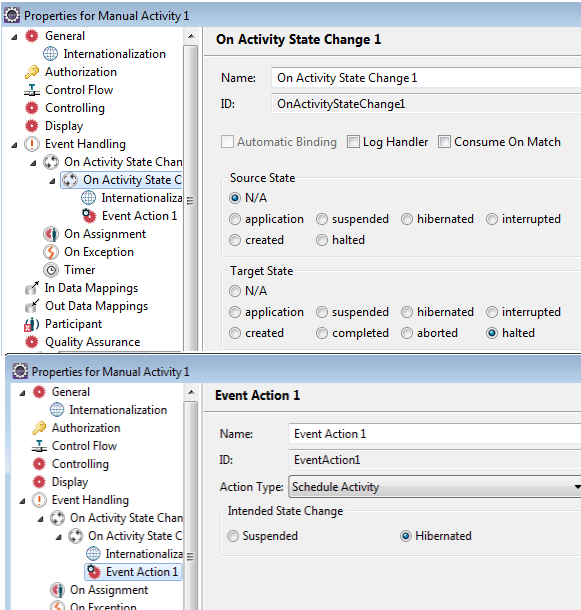 Properties for Manual Activity 1
General
Internationalization
Authorization
Control Flow
Controlling
Display
Event Handling
On Activity State Chan
On Activity State C
Internationaliza
Event Action 1
On Assignment
On Exception
Timer
In Data Mappings
Out Data Mappings
Participant
Quality Assurance
On Activity State Change 1
Name: On Activity State Change 1
ID: OnActivityStateChange1
Automatic Binding Log Handler Consume On Match
Source State
N/A
application suspended hibernated interrupted
created halted
Target State
N/A
application suspended hibernated interrupted
created completed aborted halted
Properties for Manual Activity 1
General
Internationalization
Authorization
Control Flow
Controlling
Display
Event Handling
On Activity State Chan
On Activity State C
Internationaliza
Event Action 1
On Assignment
On Exception
Event Action 1
Name: Event Action 1
ID: EventAction1
Action Type: Schedule Activity
Intended State Change
Suspended Hibernated